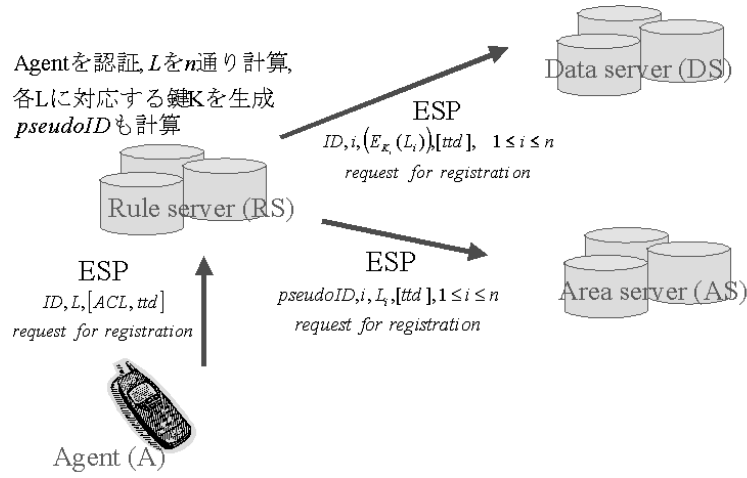 Agentを認証, Lをn通り計算,
各Lに対応する鍵Kを生成
pseudoIDも計算
Rule server (RS)
Data server (DS)
ESP
ID, i, (E_{K_i}(L_i)), [ttd], 1 ≤ i ≤ n
request for registration
ESP
pseudoID, i, L_i, [ttd], 1 ≤ i ≤ n
request for registration
Area server (AS)
ESP
ID, L, [ACL, ttd]
request for registration
Agent (A)